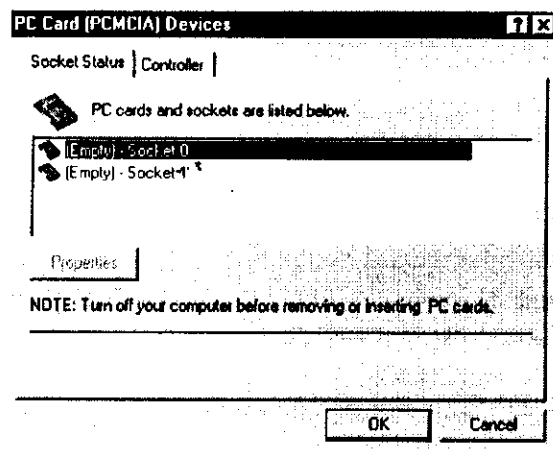 PC Card (PCMCIA) Devices
Socket Status Controller
PC cards and sockets are listed below.
(Empty) - Socket 0
(Empty) - Socket 1
Properties
NOTE: Turn off your computer before removing or inserting PC cards.
OK Cancel